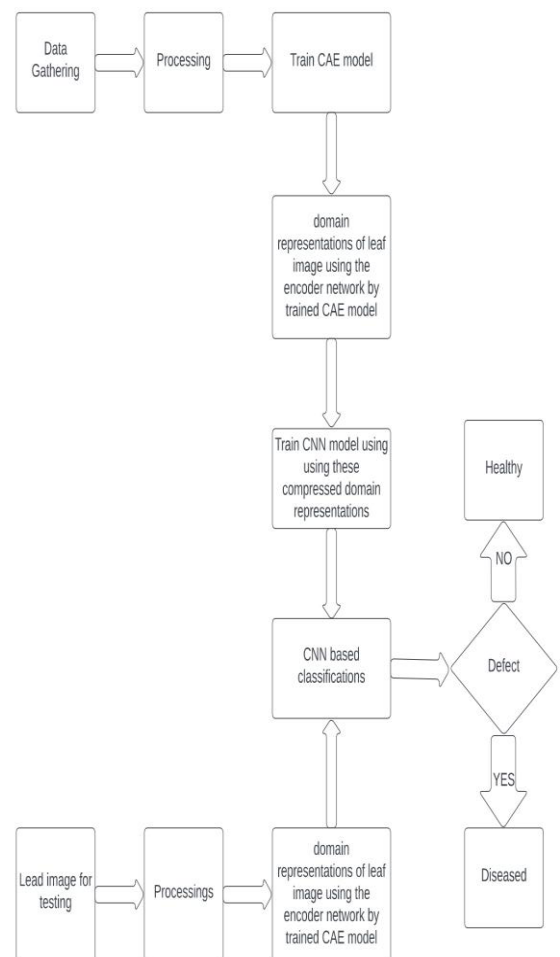 Data
Gathering
Processing
Train CAE model
domain
representations of leaf
image using the
encoder network by
trained CAE model
Train CNN model using
using these
compressed domain
representations
Healthy
NO
CNN based
classifications
Defect
YES
Diseased
Lead image for
testing
Processings
domain
representations of leaf
image using the
encoder network by
trained CAE model